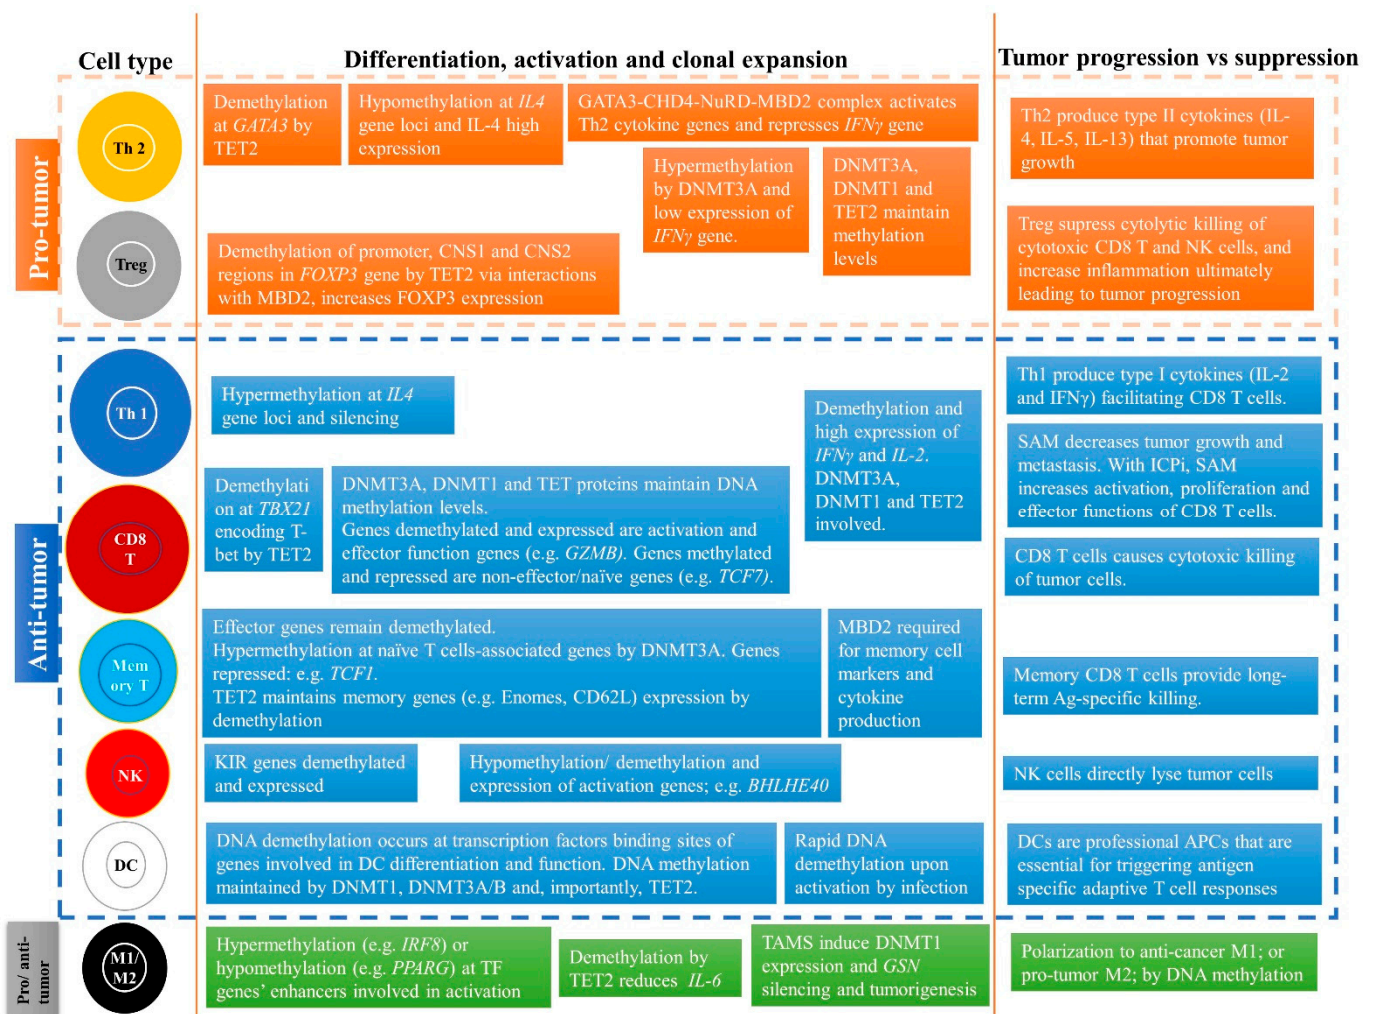 Cell type
Differentiation, activation and clonal expansion
Tumor progression vs suppression
Pro-tumor
Th 2
Demethylation
at GATA3 by
TET2
Hypomethylation at IL4
gene loci and IL-4 high
expression
GATA3-CHD4-NuRD-MBD2 complex activates
Th2 cytokine genes and represses IFNγ gene
Hypermethylation
by DNMT3A and
low expression of
IFNγ gene.
DNMT3A,
DNMT1 and
TET2 maintain
methylation
levels
Th2 produce type II cytokines (IL-
4, IL-5, IL-13) that promote tumor
growth
Treg
Demethylation of promoter, CNS1 and CNS2
regions in FOXP3 gene by TET2 via interactions
with MBD2, increases FOXP3 expression
Treg supress cytolytic killing of
cytotoxic CD8 T and NK cells, and
increase inflammation ultimately
leading to tumor progression
Anti-tumor
Th 1
Hypermethylation at IL4
gene loci and silencing
Demethylation and
high expression of
IFNγ and IL-2.
DNMT3A,
DNMT1 and TET2
involved.
Th1 produce type I cytokines (IL-2
and IFNγ) facilitating CD8 T cells.
SAM decreases tumor growth and
metastasis. With ICPi, SAM
increases activation, proliferation and
effector functions of CD8 T cells.
CD8
T
Demethylati
on at TBX21
encoding T-
bet by TET2
DNMT3A, DNMT1 and TET proteins maintain DNA
methylation levels.
Genes demethylated and expressed are activation and
effector function genes (e.g. GZMB). Genes methylated
and repressed are non-effector/naïve genes (e.g. TCF7).
CD8 T cells causes cytotoxic killing
of tumor cells.
Mem
ory T
Effector genes remain demethylated.
Hypermethylation at naïve T cells-associated genes by DNMT3A. Genes
repressed: e.g. TCF1.
TET2 maintains memory genes (e.g. Enomes, CD62L) expression by
demethylation
MBD2 required
for memory cell
markers and
cytokine
production
Memory CD8 T cells provide long-
term Ag-specific killing.
NK
KIR genes demethylated
and expressed
Hypomethylation/ demethylation and
expression of activation genes; e.g. BHLHE40
NK cells directly lyse tumor cells
DC
DNA demethylation occurs at transcription factors binding sites of
genes involved in DC differentiation and function. DNA methylation
maintained by DNMT1, DNMT3A/B and, importantly, TET2.
Rapid DNA
demethylation upon
activation by infection
DCs are professional APCs that are
essential for triggering antigen
specific adaptive T cell responses
Pro/ anti-
tumor
M1/
M2
Hypermethylation (e.g. IRF8) or
hypomethylation (e.g. PPARG) at TF
genes' enhancers involved in activation
Demethylation by
TET2 reduces IL-6
TAMS induce DNMT1
expression and GSN
silencing and tumorigenesis
Polarization to anti-cancer M1; or
pro-tumor M2; by DNA methylation